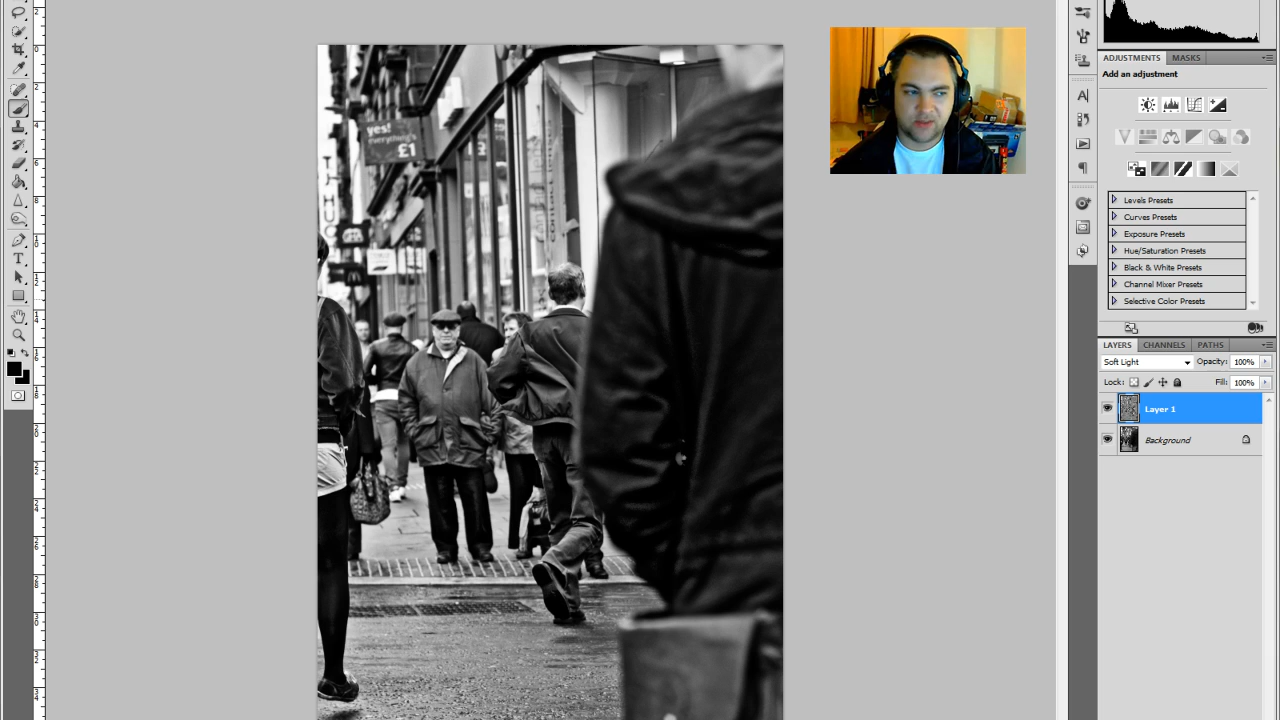 yes!
everything's
£1
ADJUSTMENTS
MASKS
Add an adjustment
Levels Presets
Curves Presets
Exposure Presets
Hue/Saturation Presets
Black & White Presets
Channel Mixer Presets
Selective Color Presets
LAYERS
CHANNELS
PATHS
Soft Light
Opacity: 100%
Lock:
Fill: 100%
Layer 1
Background